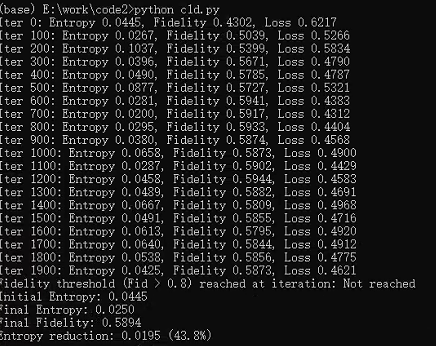 (base) E:\work\code2>python cld.py
Iter 0: Entropy 0.0445, Fidelity 0.4302, Loss 0.6217
Iter 100: Entropy 0.0267, Fidelity 0.5039, Loss 0.5266
Iter 200: Entropy 0.1037, Fidelity 0.5399, Loss 0.5834
Iter 300: Entropy 0.0396, Fidelity 0.5671, Loss 0.4790
Iter 400: Entropy 0.0490, Fidelity 0.5785, Loss 0.4787
Iter 500: Entropy 0.0877, Fidelity 0.5727, Loss 0.5321
Iter 600: Entropy 0.0281, Fidelity 0.5941, Loss 0.4383
Iter 700: Entropy 0.0200, Fidelity 0.5917, Loss 0.4312
Iter 800: Entropy 0.0295, Fidelity 0.5933, Loss 0.4404
Iter 900: Entropy 0.0380, Fidelity 0.5874, Loss 0.4568
Iter 1000: Entropy 0.0658, Fidelity 0.5873, Loss 0.4900
Iter 1100: Entropy 0.0287, Fidelity 0.5902, Loss 0.4429
Iter 1200: Entropy 0.0458, Fidelity 0.5944, Loss 0.4583
Iter 1300: Entropy 0.0489, Fidelity 0.5882, Loss 0.4691
Iter 1400: Entropy 0.0667, Fidelity 0.5809, Loss 0.4968
Iter 1500: Entropy 0.0491, Fidelity 0.5855, Loss 0.4716
Iter 1600: Entropy 0.0613, Fidelity 0.5795, Loss 0.4920
Iter 1700: Entropy 0.0640, Fidelity 0.5844, Loss 0.4912
Iter 1800: Entropy 0.0538, Fidelity 0.5856, Loss 0.4775
Iter 1900: Entropy 0.0425, Fidelity 0.5873, Loss 0.4621
Fidelity threshold (Fid > 0.8) reached at iteration: Not reached
Initial Entropy: 0.0445
Final Entropy: 0.0250
Final Fidelity: 0.5894
Entropy reduction: 0.0195 (43.8%)